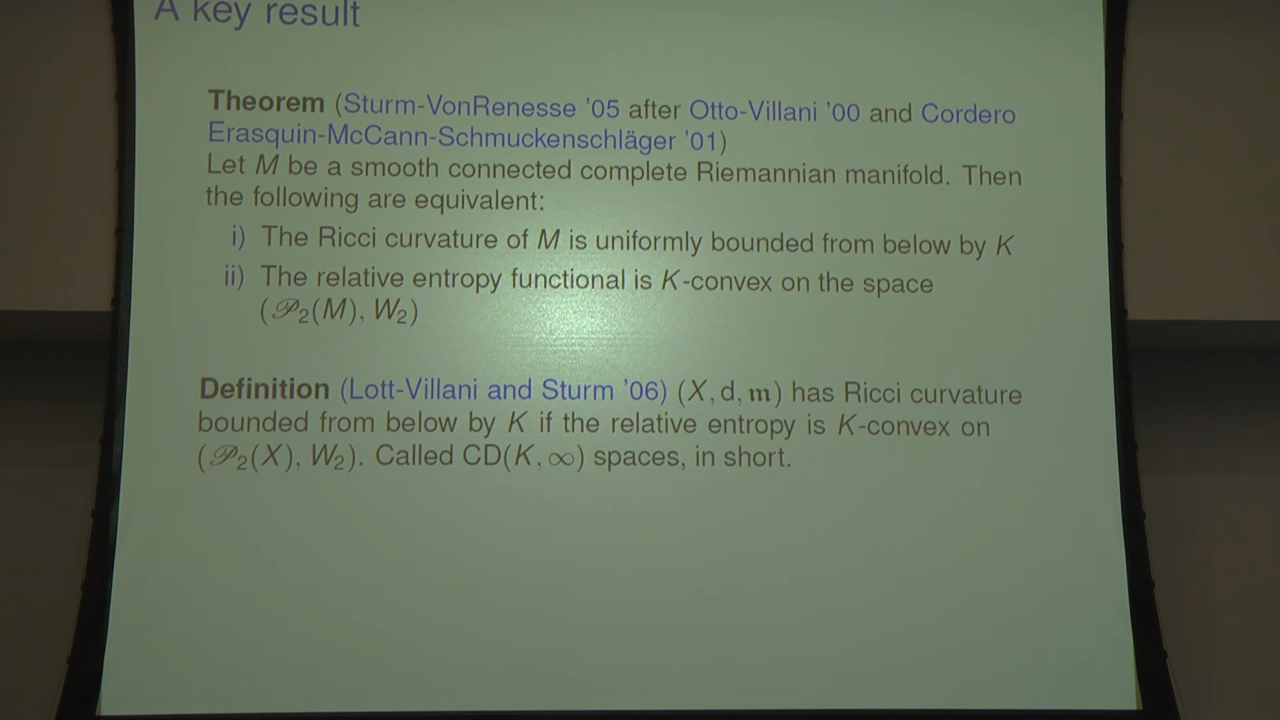 A key result
Theorem (Sturm-VonRenesse '05 after Otto-Villani '00 and Cordero
Erasquin-McCann-Schmuckenschläger '01)
Let M be a smooth connected complete Riemannian manifold. Then
the following are equivalent:
i) The Ricci curvature of M is uniformly bounded from below by K
ii) The relative entropy functional is K-convex on the space
(𝒫₂(M), W₂)
Definition (Lott-Villani and Sturm '06) (X, d, 𝐦) has Ricci curvature
bounded from below by K if the relative entropy is K-convex on
(𝒫₂(X), W₂). Called CD(K, ∞) spaces, in short.